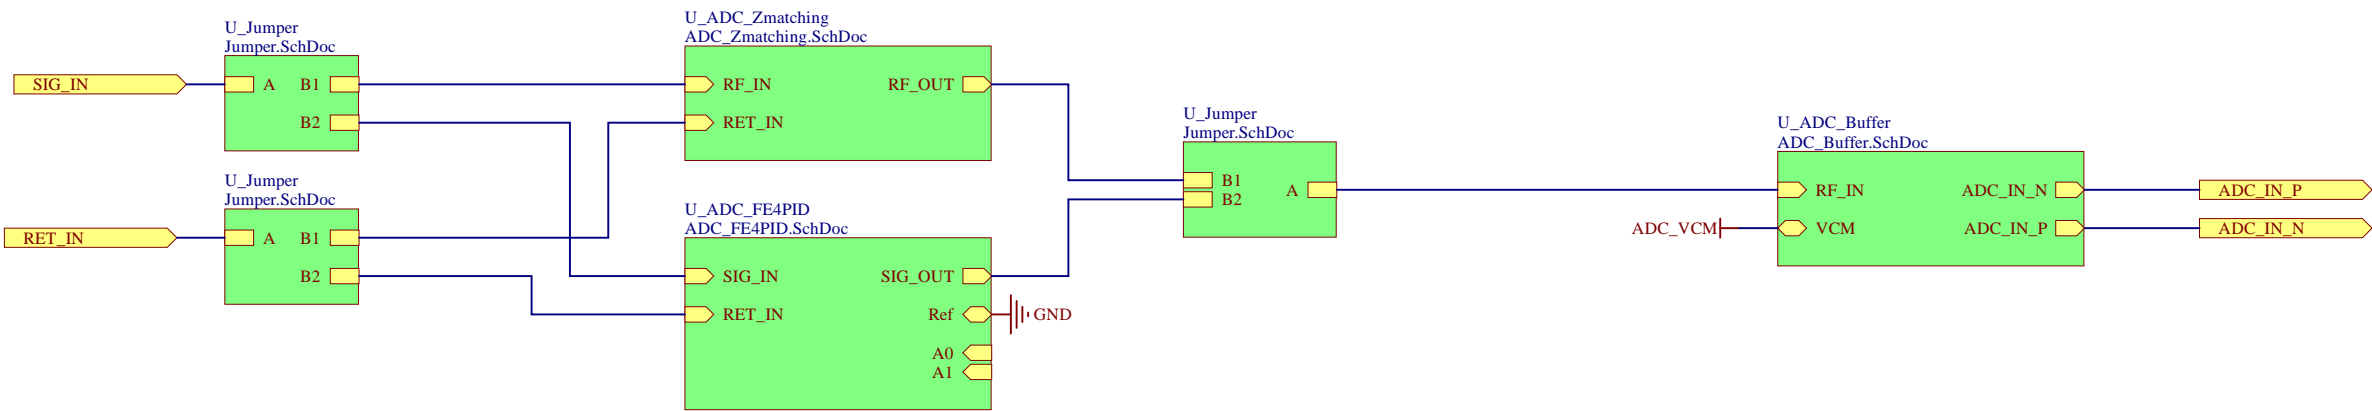 U_Jumper
Jumper.SchDoc
SIG_IN
A
B1
B2
U_Jumper
Jumper.SchDoc
RET_IN
A
B1
B2
U_ADC_Zmatching
ADC_Zmatching.SchDoc
RF_IN
RF_OUT
RET_IN
U_ADC_FE4PID
ADC_FE4PID.SchDoc
SIG_IN
SIG_OUT
RET_IN
Ref
GND
A0
A1
U_Jumper
Jumper.SchDoc
B1
B2
A
U_ADC_Buffer
ADC_Buffer.SchDoc
RF_IN
ADC_IN_N
ADC_IN_P
ADC_VCM
VCM
ADC_IN_P
ADC_IN_N